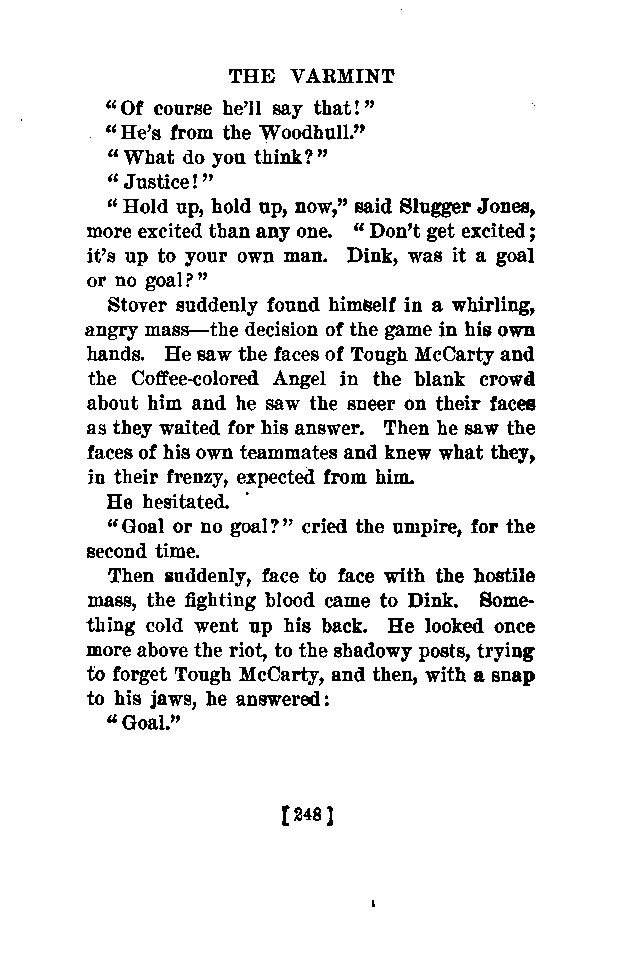 THE VARMINT
“Of course he'll say that!”
“He's from the Woodhull.”
“What do you think?”
“Justice!”
“Hold up, hold up, now,” said Slugger Jones,
more excited than any one. “Don't get excited;
it's up to your own man. Dink, was it a goal
or no goal?”
Stover suddenly found himself in a whirling,
angry mass—the decision of the game in his own
hands. He saw the faces of Tough McCarty and
the Coffee-colored Angel in the blank crowd
about him and he saw the sneer on their faces
as they waited for his answer. Then he saw the
faces of his own teammates and knew what they,
in their frenzy, expected from him.
He hesitated.
“Goal or no goal?” cried the umpire, for the
second time.
Then suddenly, face to face with the hostile
mass, the fighting blood came to Dink. Some-
thing cold went up his back. He looked once
more above the riot, to the shadowy posts, trying
to forget Tough McCarty, and then, with a snap
to his jaws, he answered:
“Goal.”
[248]